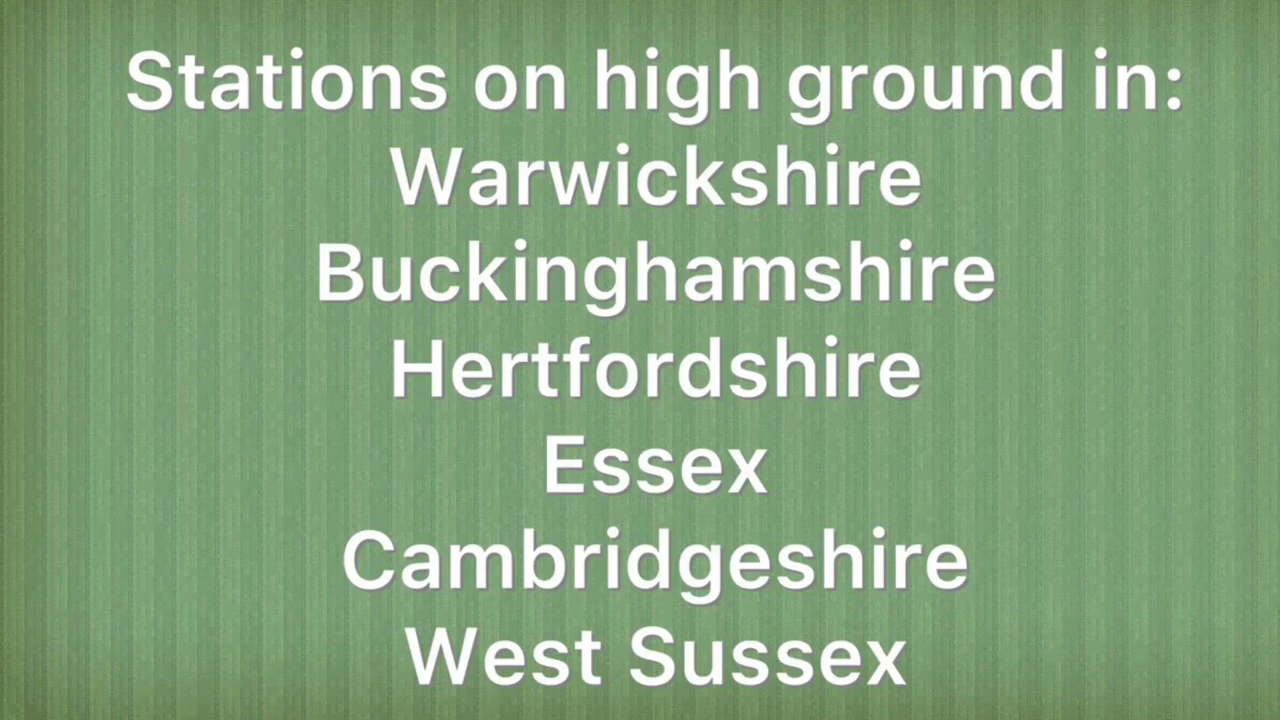 Stations on high ground in:
Warwickshire
Buckinghamshire
Hertfordshire
Essex
Cambridgeshire
West Sussex